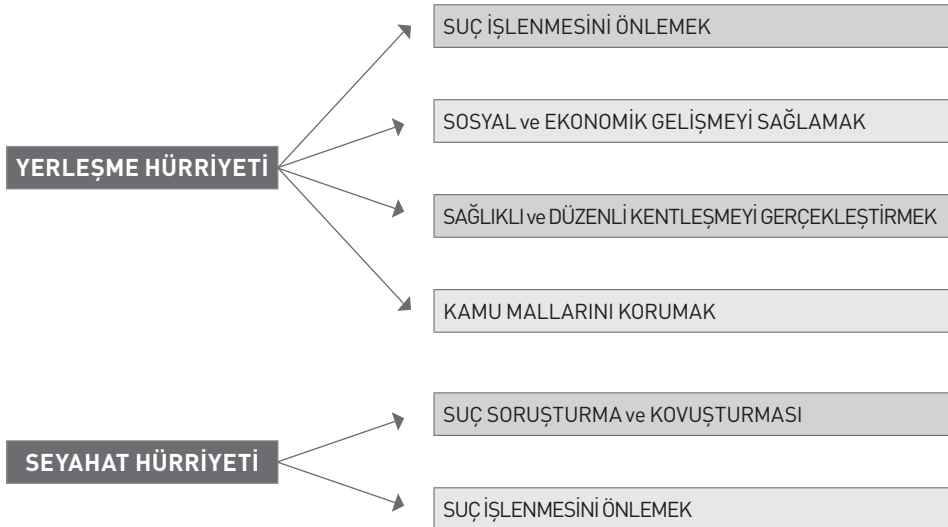 YERLEŞME HÜRRİYETİ
SUÇ İŞLENMESİNİ ÖNLEMEK
SOSYAL ve EKONOMİK GELİŞMEYİ SAĞLAMAK
SAĞLIKLI ve DÜZENLİ KENTLEŞMEYİ GERÇEKLEŞTİRMEK
KAMU MALLARINI KORUMAK
SEYAHAT HÜRRİYETİ
SUÇ SORUŞTURMA ve KOVUŞTURMASI
SUÇ İŞLENMESİNİ ÖNLEMEK